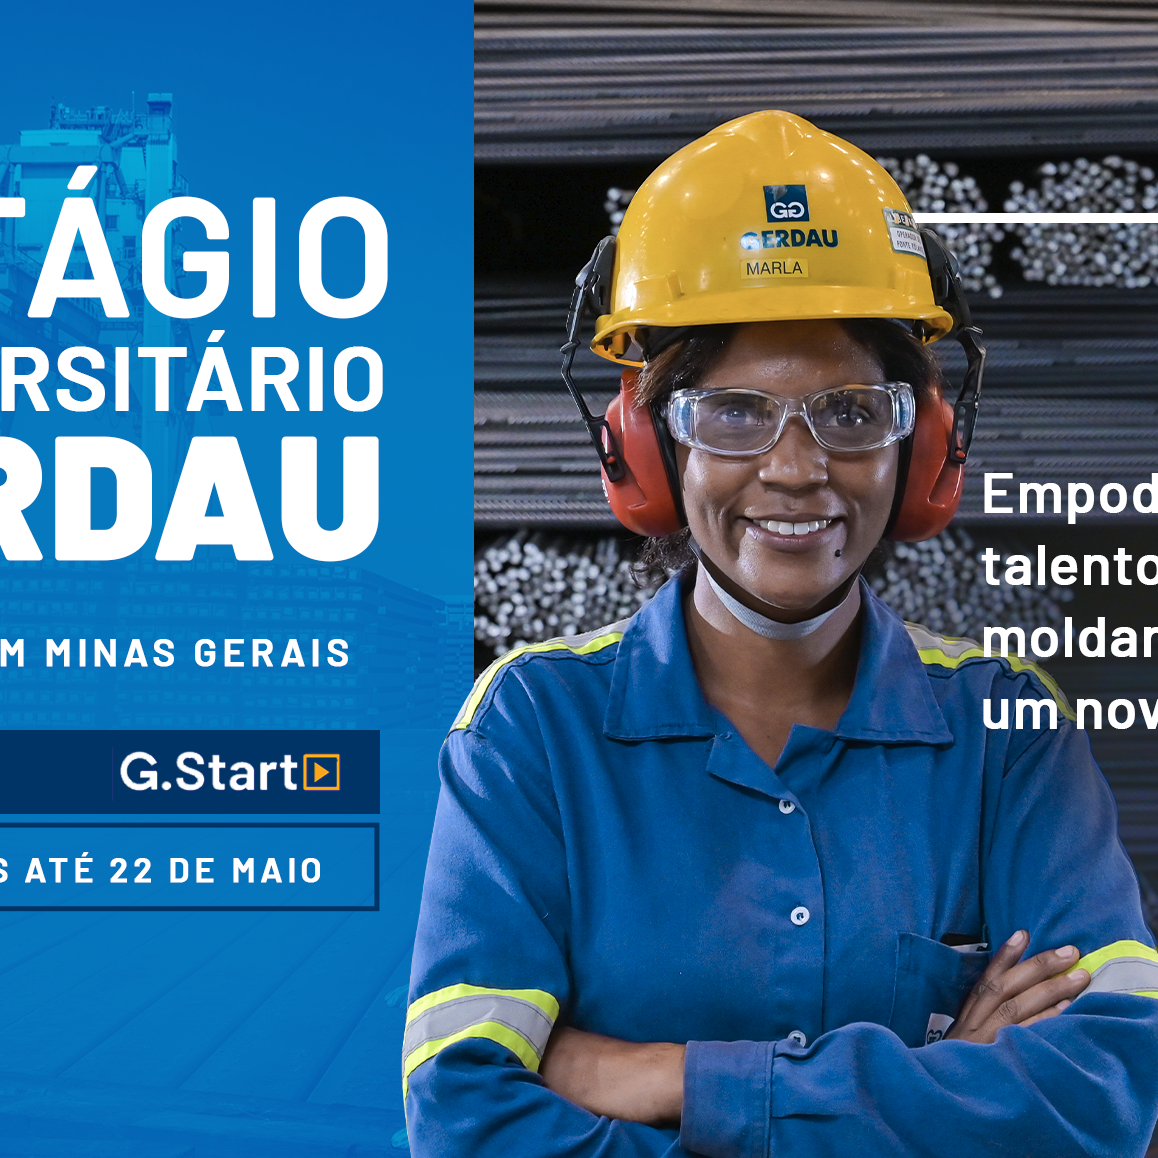 TÁGIO
RSITÁRIO
RDAU
M MINAS GERAIS
G.Start
S ATÉ 22 DE MAIO
GERDAU
MARLA
Empod
talento
moldar
um nov